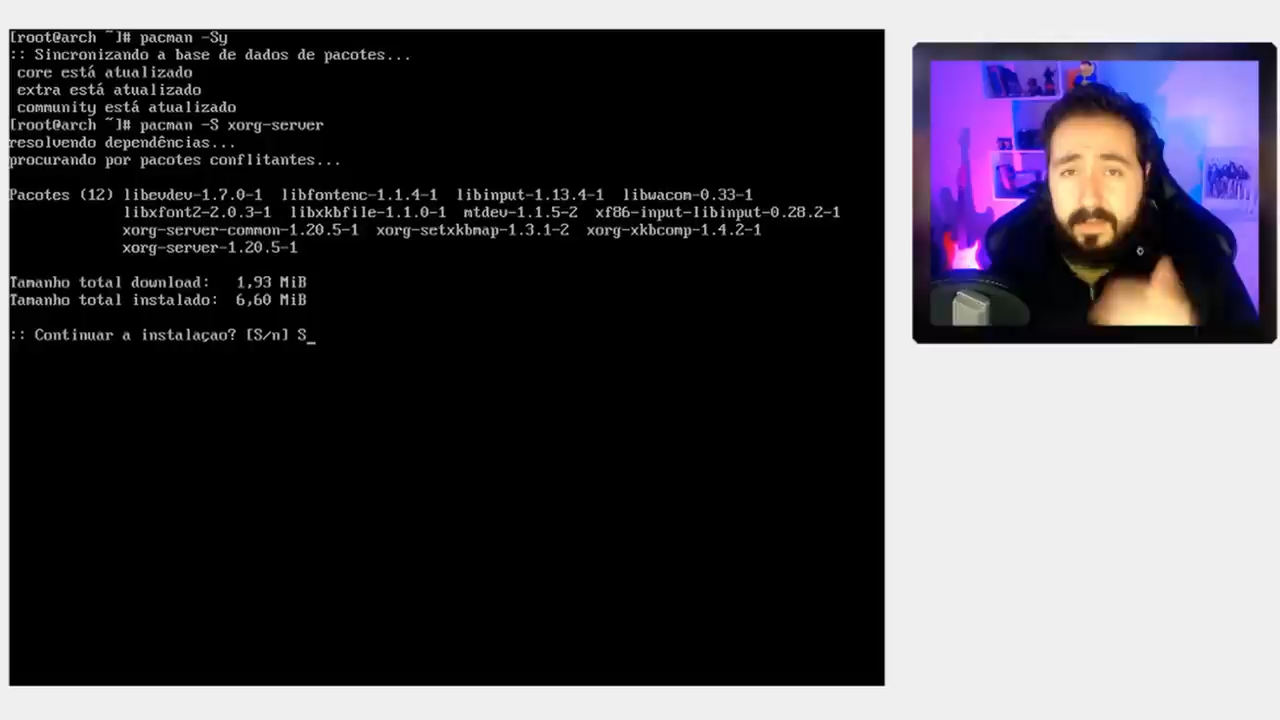 [root@arch ~]# pacman -Sy
:: Sincronizando a base de dados de pacotes...
core está atualizado
extra está atualizado
community está atualizado
[root@arch ~]# pacman -S xorg-server
resolvendo dependências...
procurando por pacotes conflitantes...
Pacotes (12) libevdev-1.7.0-1 libfontenc-1.1.4-1 libinput-1.13.4-1 libwacom-0.33-1
libxfont2-2.0.3-1 libxkbfile-1.1.0-1 mtdev-1.1.5-2 xf86-input-libinput-0.28.2-1
xorg-server-common-1.20.5-1 xorg-setxkbmap-1.3.1-2 xorg-xkbcomp-1.4.2-1
xorg-server-1.20.5-1
Tamanho total download: 1,93 MiB
Tamanho total instalado: 6,60 MiB
:: Continuar a instalaçao? [S/n] S_